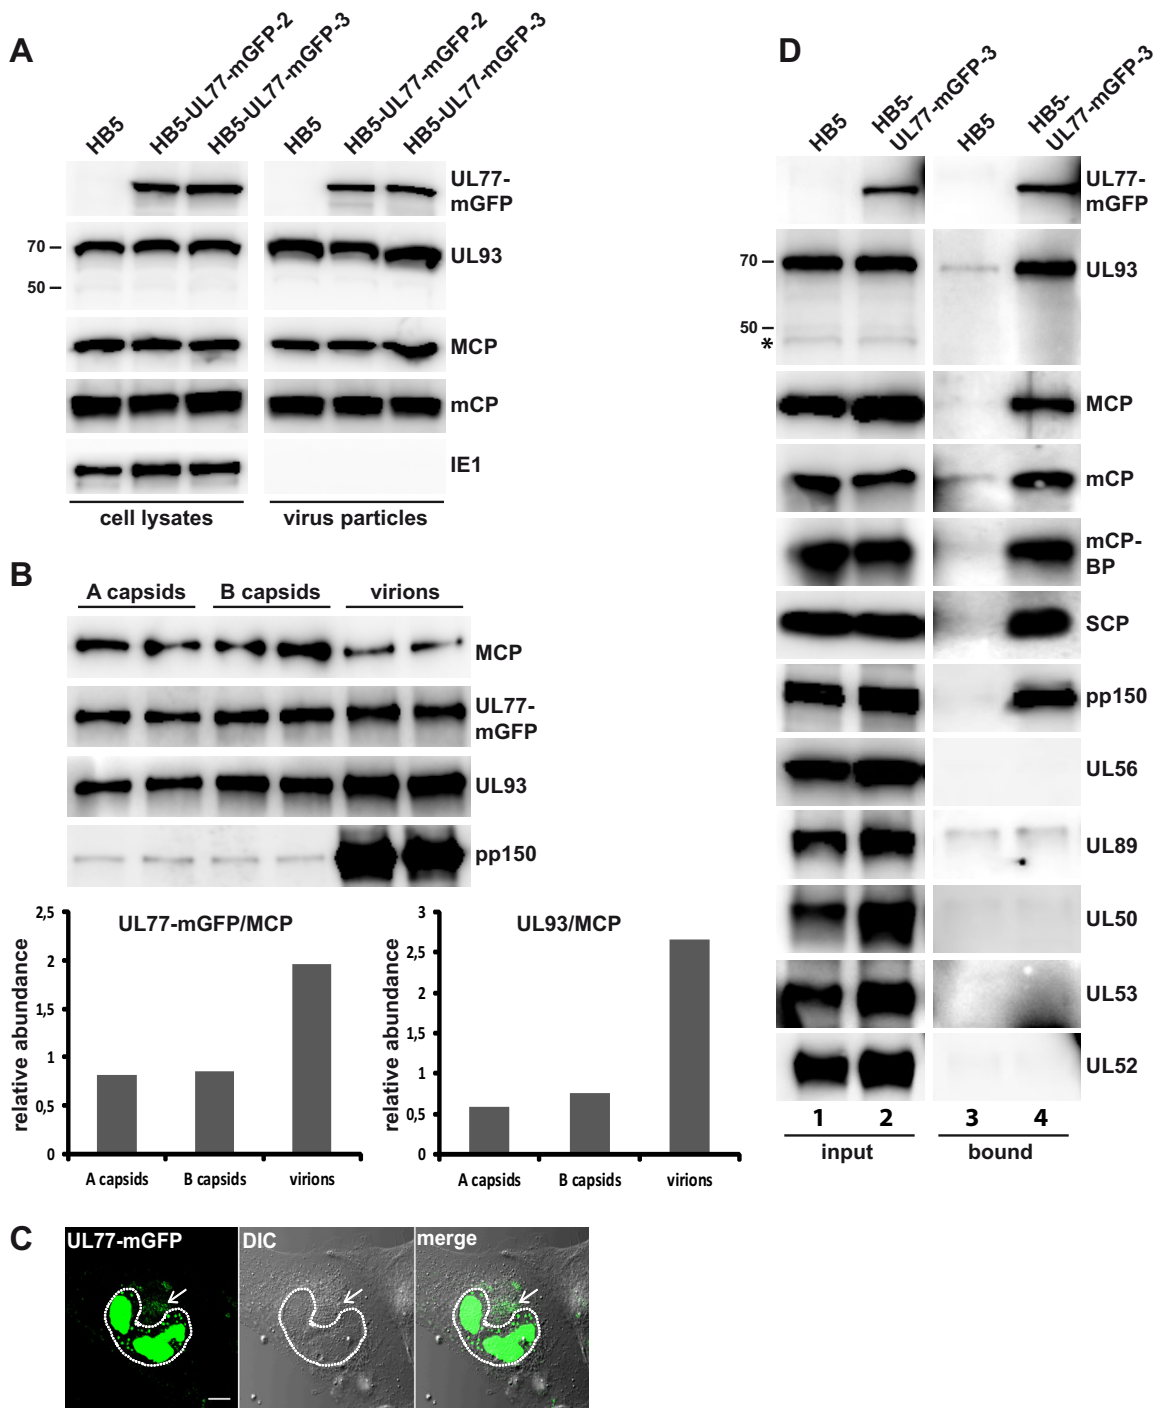 A
HB5
HB5-UL77-mGFP-2
HB5-UL77-mGFP-3
HB5
HB5-UL77-mGFP-2
HB5-UL77-mGFP-3
UL77-
mGFP
70
UL93
50
MCP
mCP
IE1
cell lysates
virus particles
B
A capsids
B capsids
virions
MCP
UL77-
mGFP
UL93
pp150
UL77-mGFP/MCP
relative abundance
2,5
2
1,5
1
0,5
0
A capsids
B capsids
virions
UL93/MCP
relative abundance
3
2,5
2
1,5
1
0,5
0
A capsids
B capsids
virions
C
UL77-mGFP
DIC
merge
D
HB5
HB5-
UL77-mGFP-3
HB5
HB5-
UL77-mGFP-3
UL77-
mGFP
70
UL93
50
*
MCP
mCP
mCP-
BP
SCP
pp150
UL56
UL89
UL50
UL53
UL52
1 2 3 4
input
bound